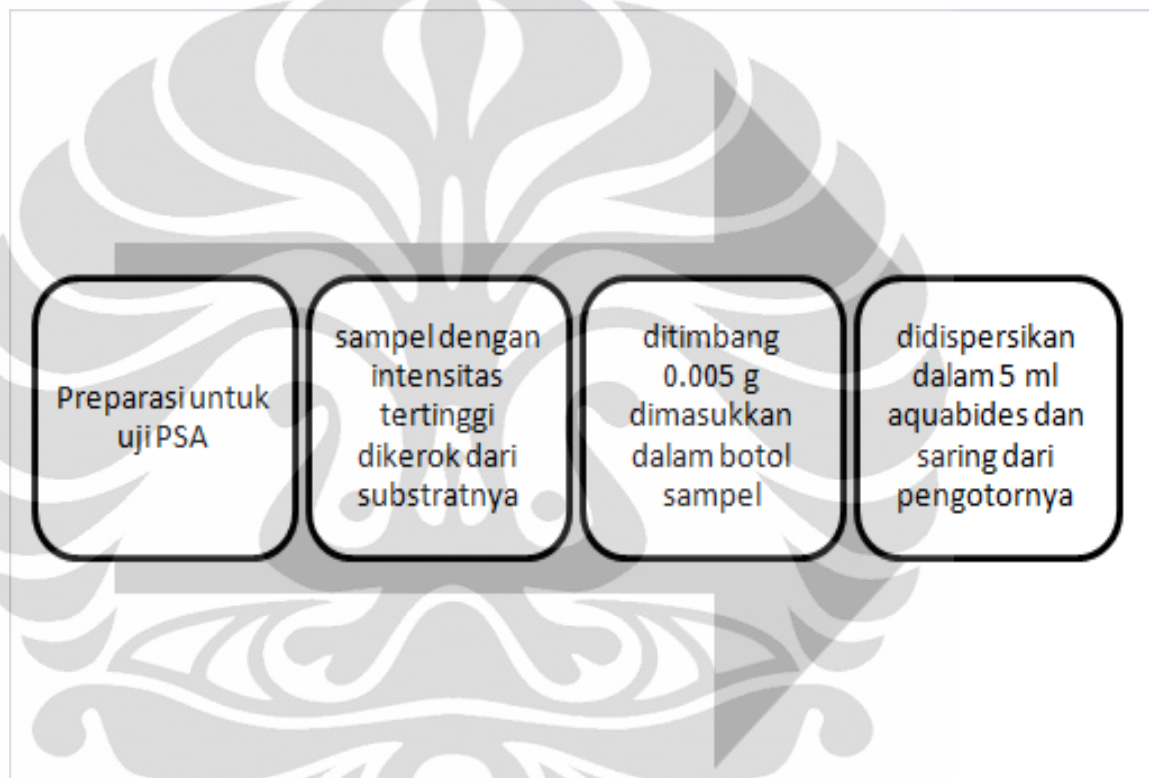 Preparasi untuk
uji PSA
sampel dengan
intensitas
tertinggi
dikerok dari
substratnya
ditimbang
0.005 g
dimasukkan
dalam botol
sampel
didispersikan
dalam 5 ml
aquabides dan
saring dari
pengotornya